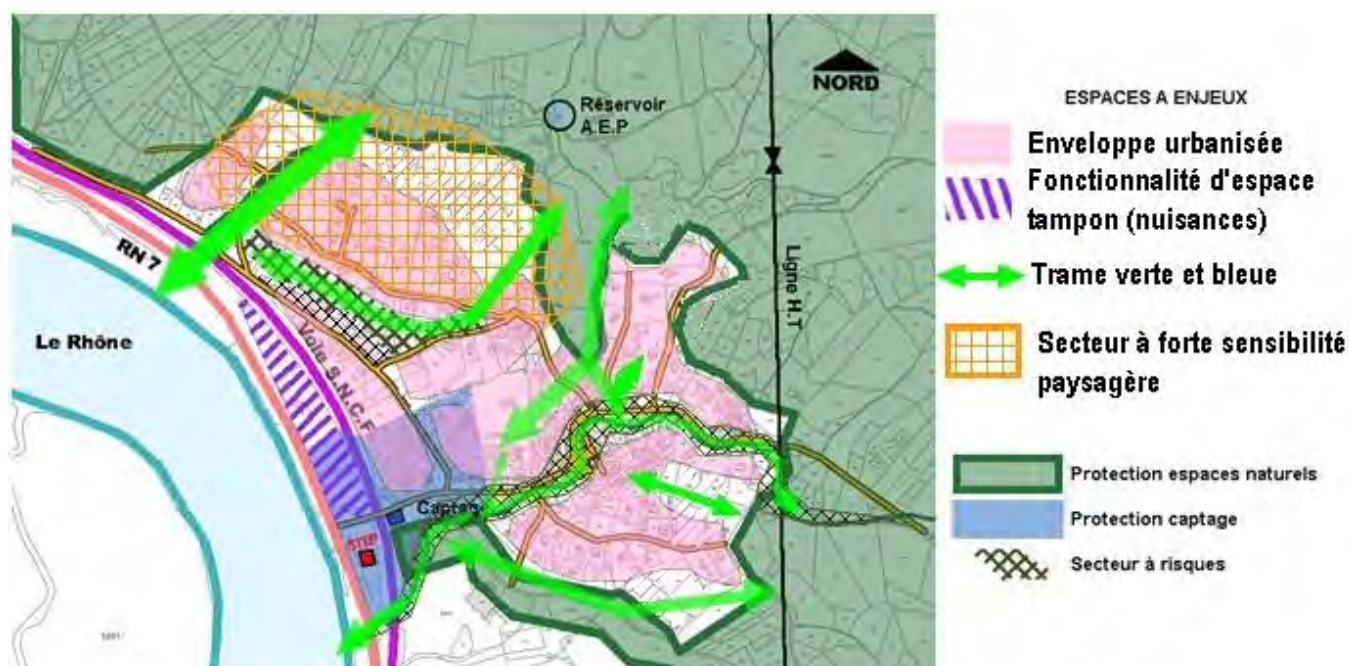 NORD
Réservoir
A.E.P
RN 7
Le Rhône
Voie S.N.C.F
Ligne H.T
Captage
STEP
ESPACES A ENJEUX
Enveloppe urbanisée
Fonctionnalité d'espace
tampon (nuisances)
Trame verte et bleue
Secteur à forte sensibilité
paysagère
Protection espaces naturels
Protection captage
Secteur à risques